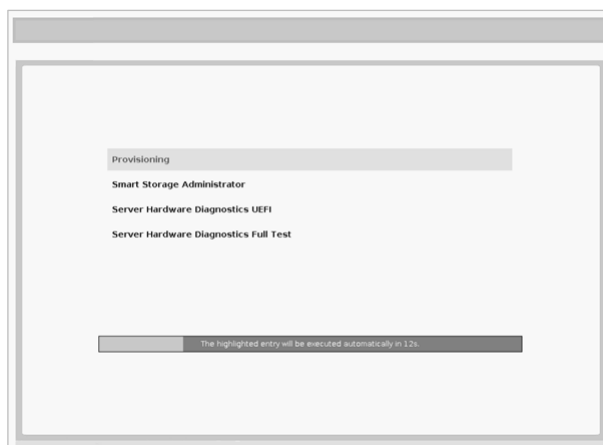 Provisioning
Smart Storage Administrator
Server Hardware Diagnostics UEFI
Server Hardware Diagnostics Full Test
The highlighted entry will be executed automatically in 12s.